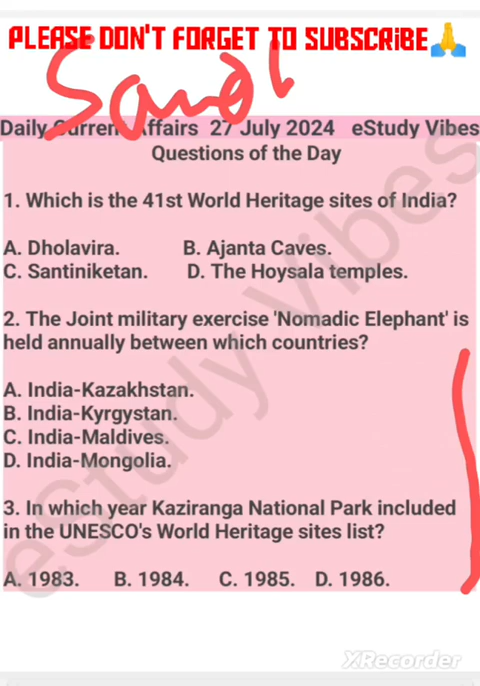 PLEASE DON'T FORGET TO SUBSCRIBE🙏
Daily Current Affairs 27 July 2024 eStudy Vibes
Questions of the Day
1. Which is the 41st World Heritage sites of India?
A. Dholavira. B. Ajanta Caves.
C. Santiniketan. D. The Hoysala temples.
2. The Joint military exercise 'Nomadic Elephant' is
held annually between which countries?
A. India-Kazakhstan.
B. India-Kyrgystan.
C. India-Maldives.
D. India-Mongolia.
3. In which year Kaziranga National Park included
in the UNESCO's World Heritage sites list?
A. 1983. B. 1984. C. 1985. D. 1986.
eStudy Vibes
XRecorder